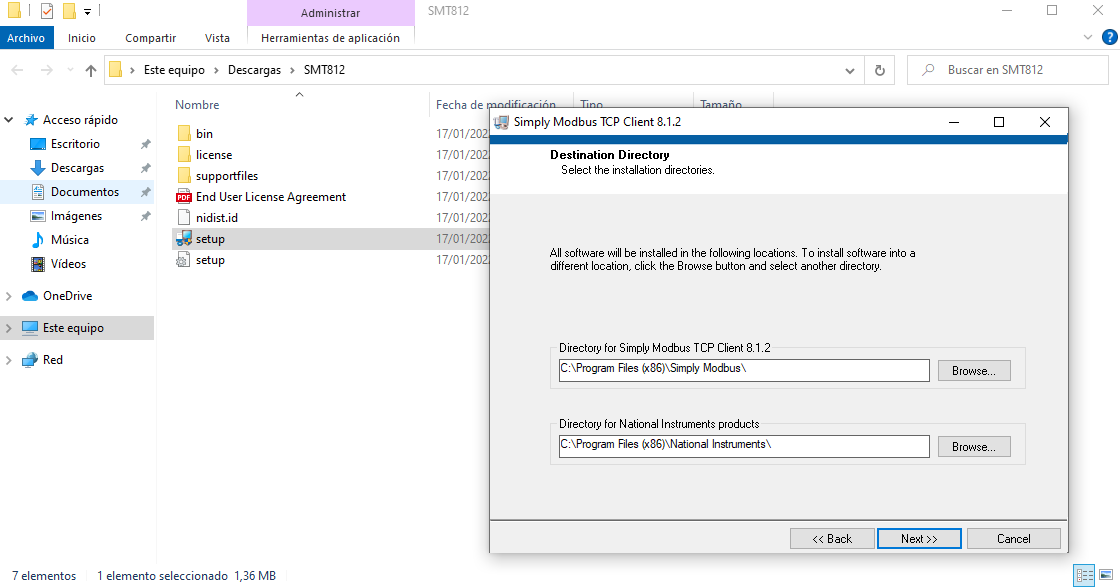 Administrar
SMT812
Archivo
Inicio
Compartir
Vista
Herramientas de aplicación
Este equipo
Descargas
SMT812
Buscar en SMT812
Acceso rápido
Escritorio
Descargas
Documentos
Imágenes
Música
Vídeos
OneDrive
Este equipo
Red
Nombre
Fecha de modificación
Tipo
Tamaño
bin
17/01/202
license
17/01/202
supportfiles
17/01/202
PDF
End User License Agreement
17/01/202
nidist.id
17/01/202
setup
17/01/202
setup
17/01/202
Simply Modbus TCP Client 8.1.2
Destination Directory
Select the installation directories.
All software will be installed in the following locations. To install software into a
different location, click the Browse button and select another directory.
Directory for Simply Modbus TCP Client 8.1.2
C:\Program Files (x86)\Simply Modbus\
Browse...
Directory for National Instruments products
C:\Program Files (x86)\National Instruments\
Browse...
<< Back
Next >>
Cancel
7 elementos
1 elemento seleccionado 1,36 MB